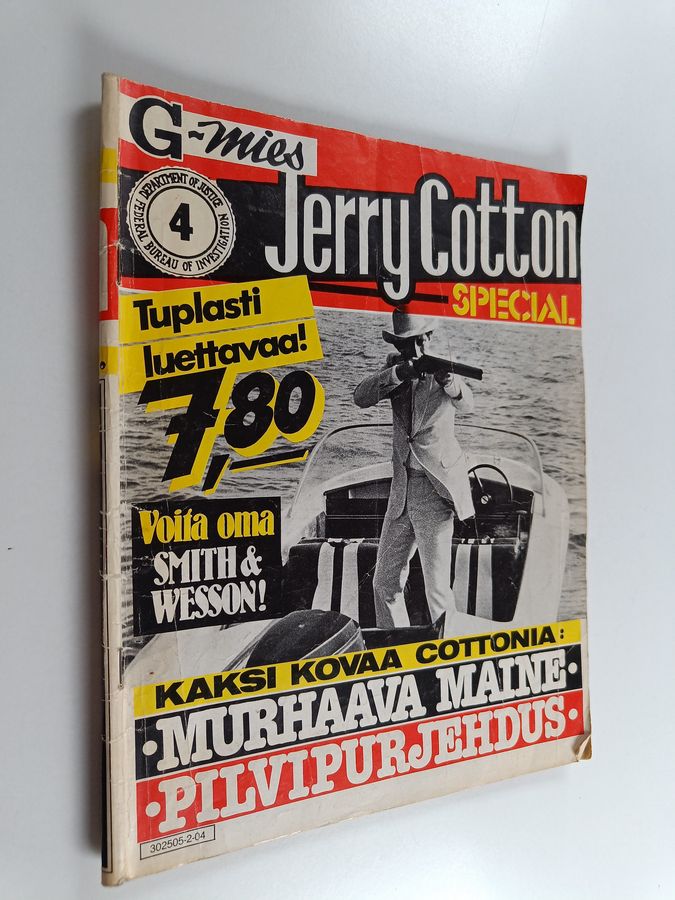 G-mies
Jerry Cotton
SPECIAL
DEPARTMENT OF JUSTICE
FEDERAL BUREAU OF INVESTIGATION
4
Tuplasti
luettavaa!
7,80
Voita oma
SMITH &
WESSON!
KAKSI KOVAA COTTONIA:
•MURHAAVA MAINE•
•PILVIPURJEHDUS•
302505-2-04